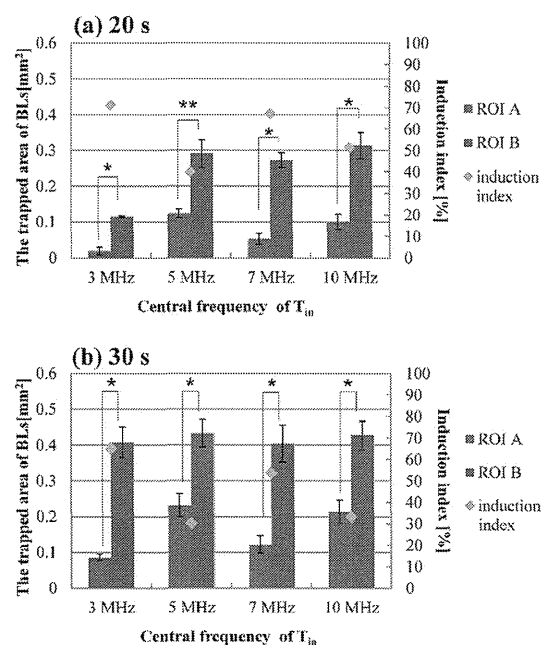 (a) 20 s
The trapped area of BLs[mm²]
0.6
0.5
0.4
0.3
0.2
0.1
0
*
**
*
*
100
90
80
70
60
50
40
30
20
10
0
Induction index [%]
ROI A
ROI B
induction index
3 MHz 5 MHz 7 MHz 10 MHz
Central frequency of Tin
(b) 30 s
The trapped area of BLs[mm²]
0.6
0.5
0.4
0.3
0.2
0.1
0
*
*
*
*
100
90
80
70
60
50
40
30
20
10
0
Induction index [%]
ROI A
ROI B
induction index
3 MHz 5 MHz 7 MHz 10 MHz
Central frequency of Tin